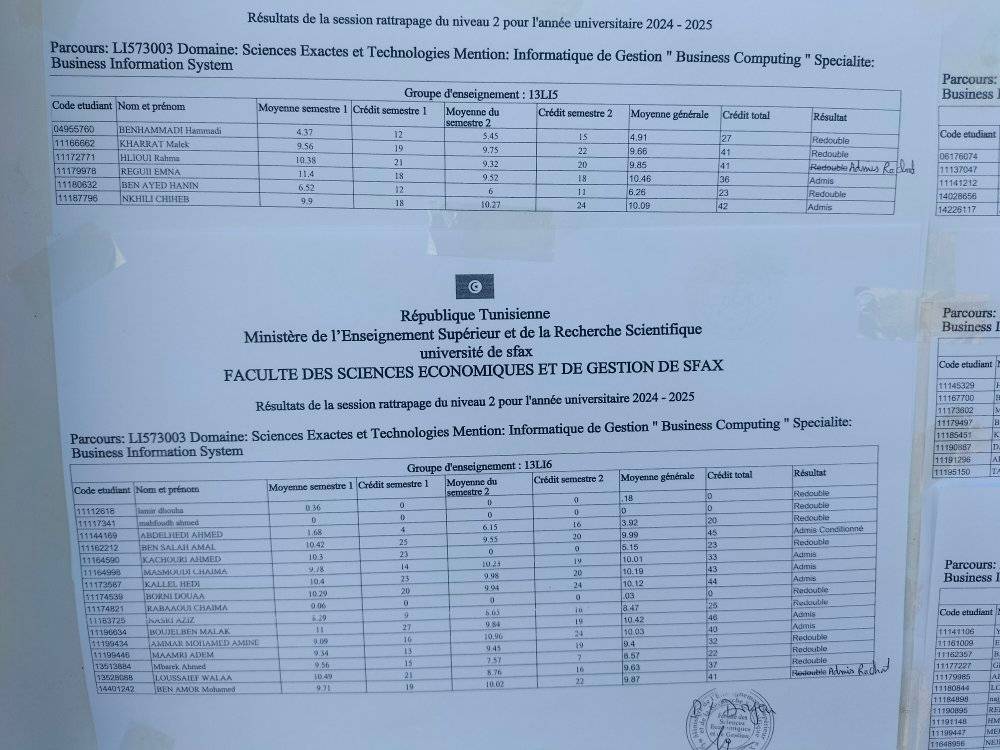 Résultats de la session rattrapage du niveau 2 pour l'année universitaire 2024 - 2025
Parcours: LI573003 Domaine: Sciences Exactes et Technologies Mention: Informatique de Gestion " Business Computing " Specialite:
Business Information System
Groupe d'enseignement : 13LI5
Code etudiant Nom et prénom Moyenne semestre 1 Crédit semestre 1 Moyenne du semestre 2 Crédit semestre 2 Moyenne générale Crédit total Résultat
04955760 BENHAMMADI Hammadi 4.37 12 5.45 15 4.91 27 Redouble
11166662 KHARRAT Malek 9.56 19 9.75 22 9.66 41 Redouble
11172771 HLIOUI Rahma 10.38 21 9.32 20 9.85 41 Redouble Admis Rachat
11179978 REGUII EMNA 11.4 18 9.52 18 10.46 36 Admis
11180632 BEN AYED HANIN 6.52 12 6 11 6.26 23 Redouble
11187796 NKHILI CHIHEB 9.9 18 10.27 24 10.09 42 Admis
République Tunisienne
Ministère de l'Enseignement Supérieur et de la Recherche Scientifique
université de sfax
FACULTE DES SCIENCES ECONOMIQUES ET DE GESTION DE SFAX
Résultats de la session rattrapage du niveau 2 pour l'année universitaire 2024 - 2025
Parcours: LI573003 Domaine: Sciences Exactes et Technologies Mention: Informatique de Gestion " Business Computing " Specialite:
Business Information System
Groupe d'enseignement : 13LI6
Code etudiant Nom et prénom Moyenne semestre 1 Crédit semestre 1 Moyenne du semestre 2 Crédit semestre 2 Moyenne générale Crédit total Résultat
11112618 lamir dhouha 0.36 0 0 0 .18 0 Redouble
11117341 mahfoudh ahmed 0 0 0 0 0 0 Redouble
11144169 ABDELHEDI AHMED 1.68 4 6.15 16 3.92 20 Redouble
11162212 BEN SALAH AMAL 10.42 25 9.55 20 9.99 45 Admis Conditionné
11164590 KACHOURI AHMED 10.3 23 0 0 5.15 23 Redouble
11164998 MASMOUDI CHAIMA 9.78 14 10.23 19 10.01 33 Admis
11173567 KALLEL HEDI 10.4 23 9.98 20 10.19 43 Admis
11174539 BORNI DOUAA 10.29 20 9.94 24 10.12 44 Admis
11174821 RABAAOUI CHAIMA 0.06 0 0 0 .03 0 Redouble
11183725 NASRI AZIZ 6.29 9 6.65 16 8.47 25 Redouble
11196634 BOUJELBEN MALAK 11 27 9.84 19 10.42 46 Admis
11199434 AMMAR MOHAMED AMINE 9.09 16 10.96 24 10.03 40 Admis
11199446 MAAMRI ADEM 9.34 13 9.45 19 9.4 32 Redouble
13513884 Mbarek Ahmed 9.56 15 7.57 7 8.57 22 Redouble
13528088 LOUSSAIEF WALAA 10.49 21 8.76 16 9.63 37 Redouble
14401242 BEN AMOR Mohamed 9.71 19 10.02 22 9.87 41 Redouble Admis Rachat
Parcours:
Business I
Code etudiant
06176074
11137047
11141212
14028656
14226117
Parcours:
Business I
Code etudiant
11145329
11167700
11173602
11179497
11185451
11190887
11191296
11195150
Parcours:
Business I
Code etudiant
11141106
11161009
11162357
11177227
11179985
11180844
11184898
11190895
11191148
11199447
11648956